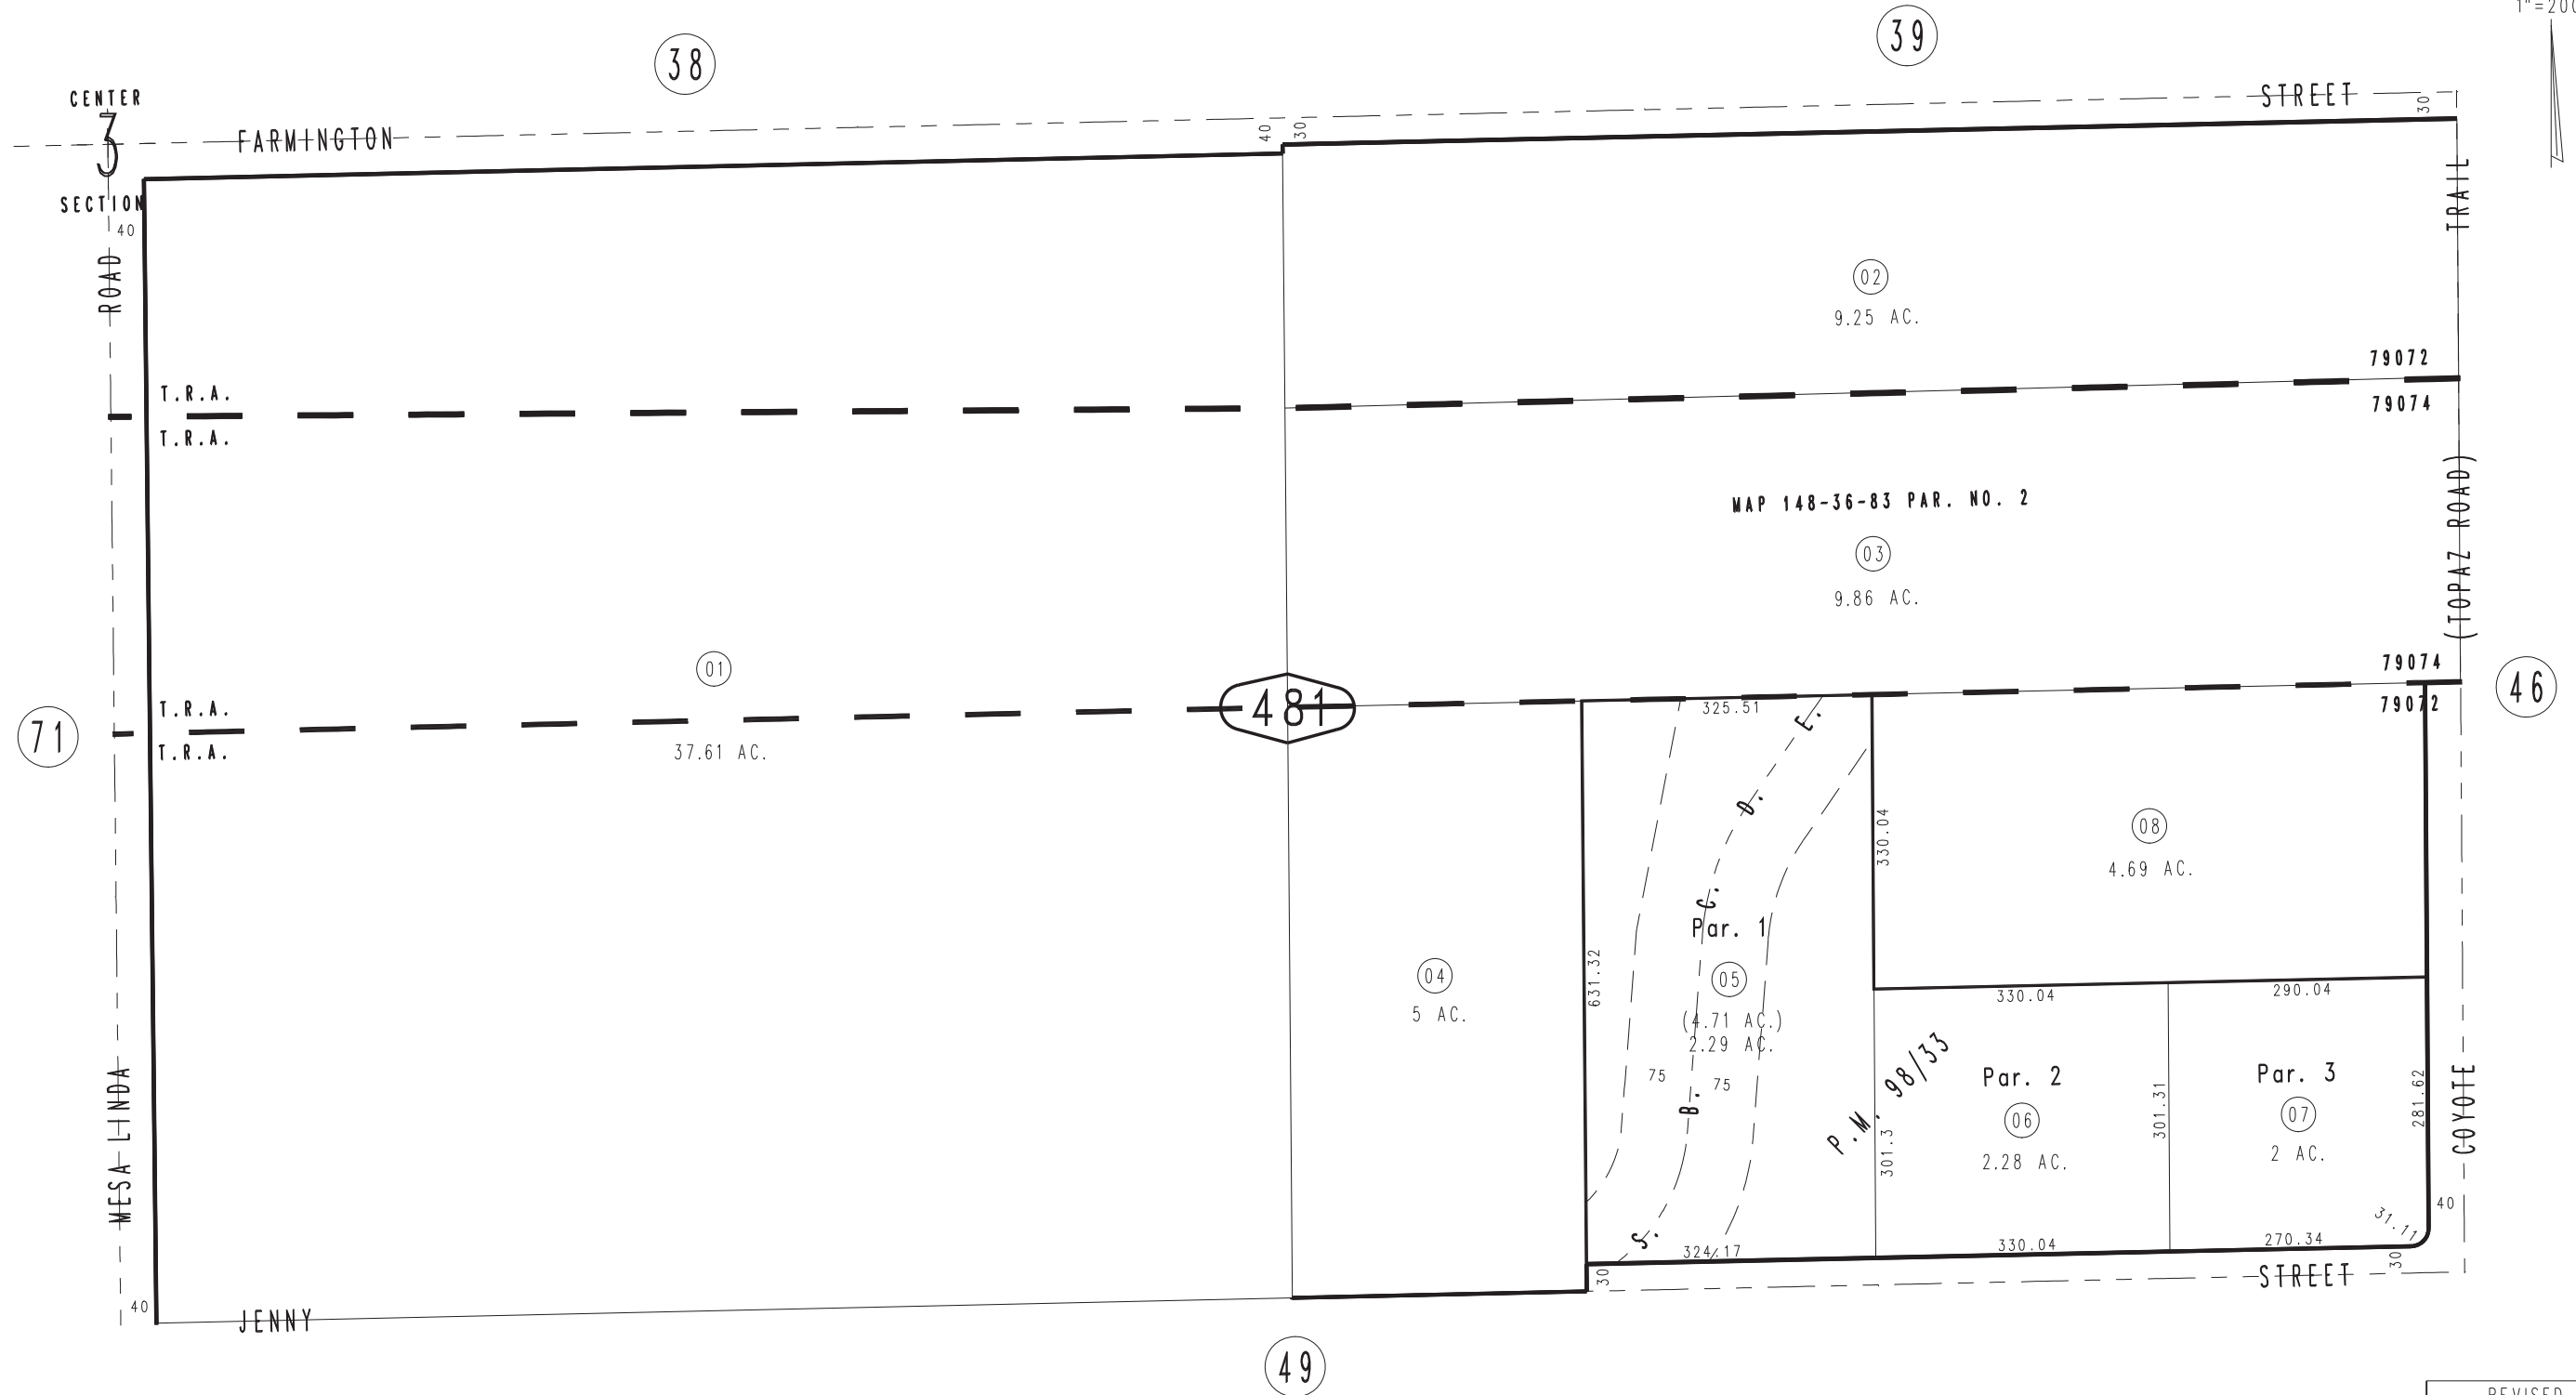 1"=200
38
39
CENTER
3
SECTION
FARMINGTON
STREET
40
30
30
40
ROAD
TRAIL
02
9.25 AC.
T.R.A.
79072
T.R.A.
79074
MAP 148-36-83 PAR. NO. 2
03
9.86 AC.
(TOPAZ ROAD)
01
37.61 AC.
T.R.A.
T.R.A.
481
79074
79072
71
46
325.51
330.04
08
4.69 AC.
S. B. C. D. E.
Par. 1
05
(4.71 AC.)
2.29 AC.
75
75
631.32
04
5 AC.
330.04
290.04
P.M. 98/33
301.3
Par. 2
06
2.28 AC.
301.31
Par. 3
07
2 AC.
281.62
MESA LINDA
COYOTE
40
31.11
324.17
330.04
270.34
30
30
40
JENNY
STREET
49
REVISED